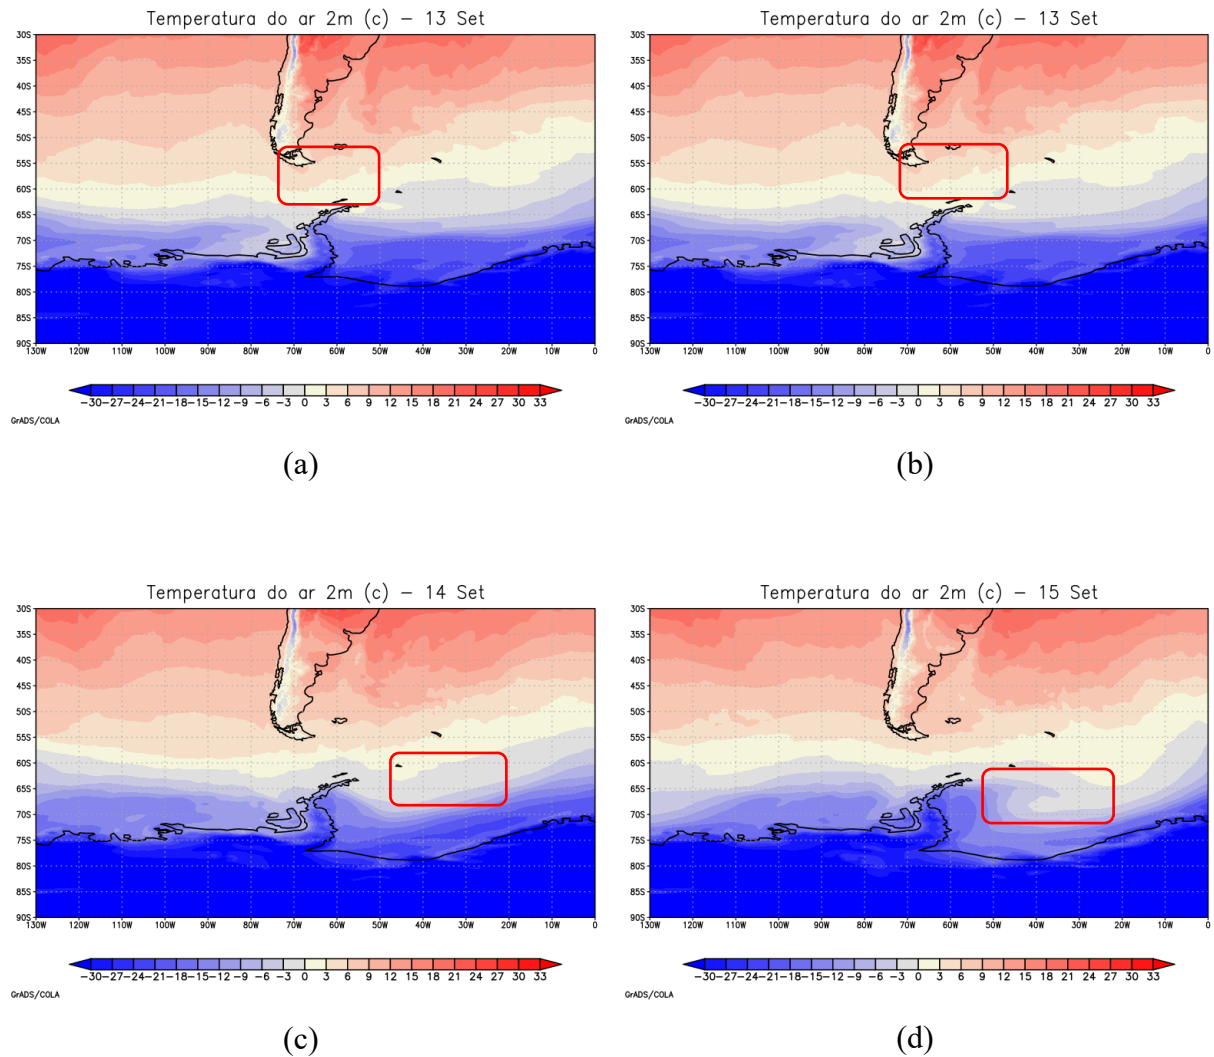 Temperatura do ar 2m (c) – 13 Set
30S
35S
40S
45S
50S
55S
60S
65S
70S
75S
80S
85S
90S
130W 120W 110W 100W 90W 80W 70W 60W 50W 40W 30W 20W 10W 0
−30−27−24−21−18−15−12−9 −6 −3 0 3 6 9 12 15 18 21 24 27 30 33
GrADS/COLA
(a)
Temperatura do ar 2m (c) – 13 Set
30S
35S
40S
45S
50S
55S
60S
65S
70S
75S
80S
85S
90S
130W 120W 110W 100W 90W 80W 70W 60W 50W 40W 30W 20W 10W 0
−30−27−24−21−18−15−12−9 −6 −3 0 3 6 9 12 15 18 21 24 27 30 33
GrADS/COLA
(b)
Temperatura do ar 2m (c) – 14 Set
30S
35S
40S
45S
50S
55S
60S
65S
70S
75S
80S
85S
90S
130W 120W 110W 100W 90W 80W 70W 60W 50W 40W 30W 20W 10W 0
−30−27−24−21−18−15−12−9 −6 −3 0 3 6 9 12 15 18 21 24 27 30 33
GrADS/COLA
(c)
Temperatura do ar 2m (c) – 15 Set
30S
35S
40S
45S
50S
55S
60S
65S
70S
75S
80S
85S
90S
130W 120W 110W 100W 90W 80W 70W 60W 50W 40W 30W 20W 10W 0
−30−27−24−21−18−15−12−9 −6 −3 0 3 6 9 12 15 18 21 24 27 30 33
GrADS/COLA
(d)